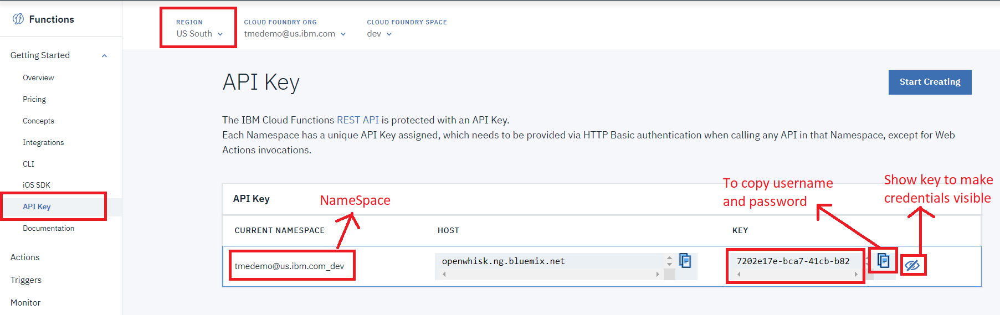 Functions
REGION
US South
CLOUD FOUNDRY ORG
tmedemo@us.ibm.com
CLOUD FOUNDRY SPACE
dev
Getting Started
Overview
Pricing
Concepts
Integrations
CLI
iOS SDK
API Key
Documentation
Actions
Triggers
Monitor
API Key
Start Creating
The IBM Cloud Functions REST API is protected with an API Key.
Each Namespace has a unique API Key assigned, which needs to be provided via HTTP Basic authentication when calling any API in that Namespace, except for Web
Actions invocations.
API Key
NameSpace
To copy username
and password
Show key to make
credentials visible
CURRENT NAMESPACE
HOST
KEY
tmedemo@us.ibm.com_dev
openwhisk.ng.bluemix.net
7202e17e-bca7-41cb-b82